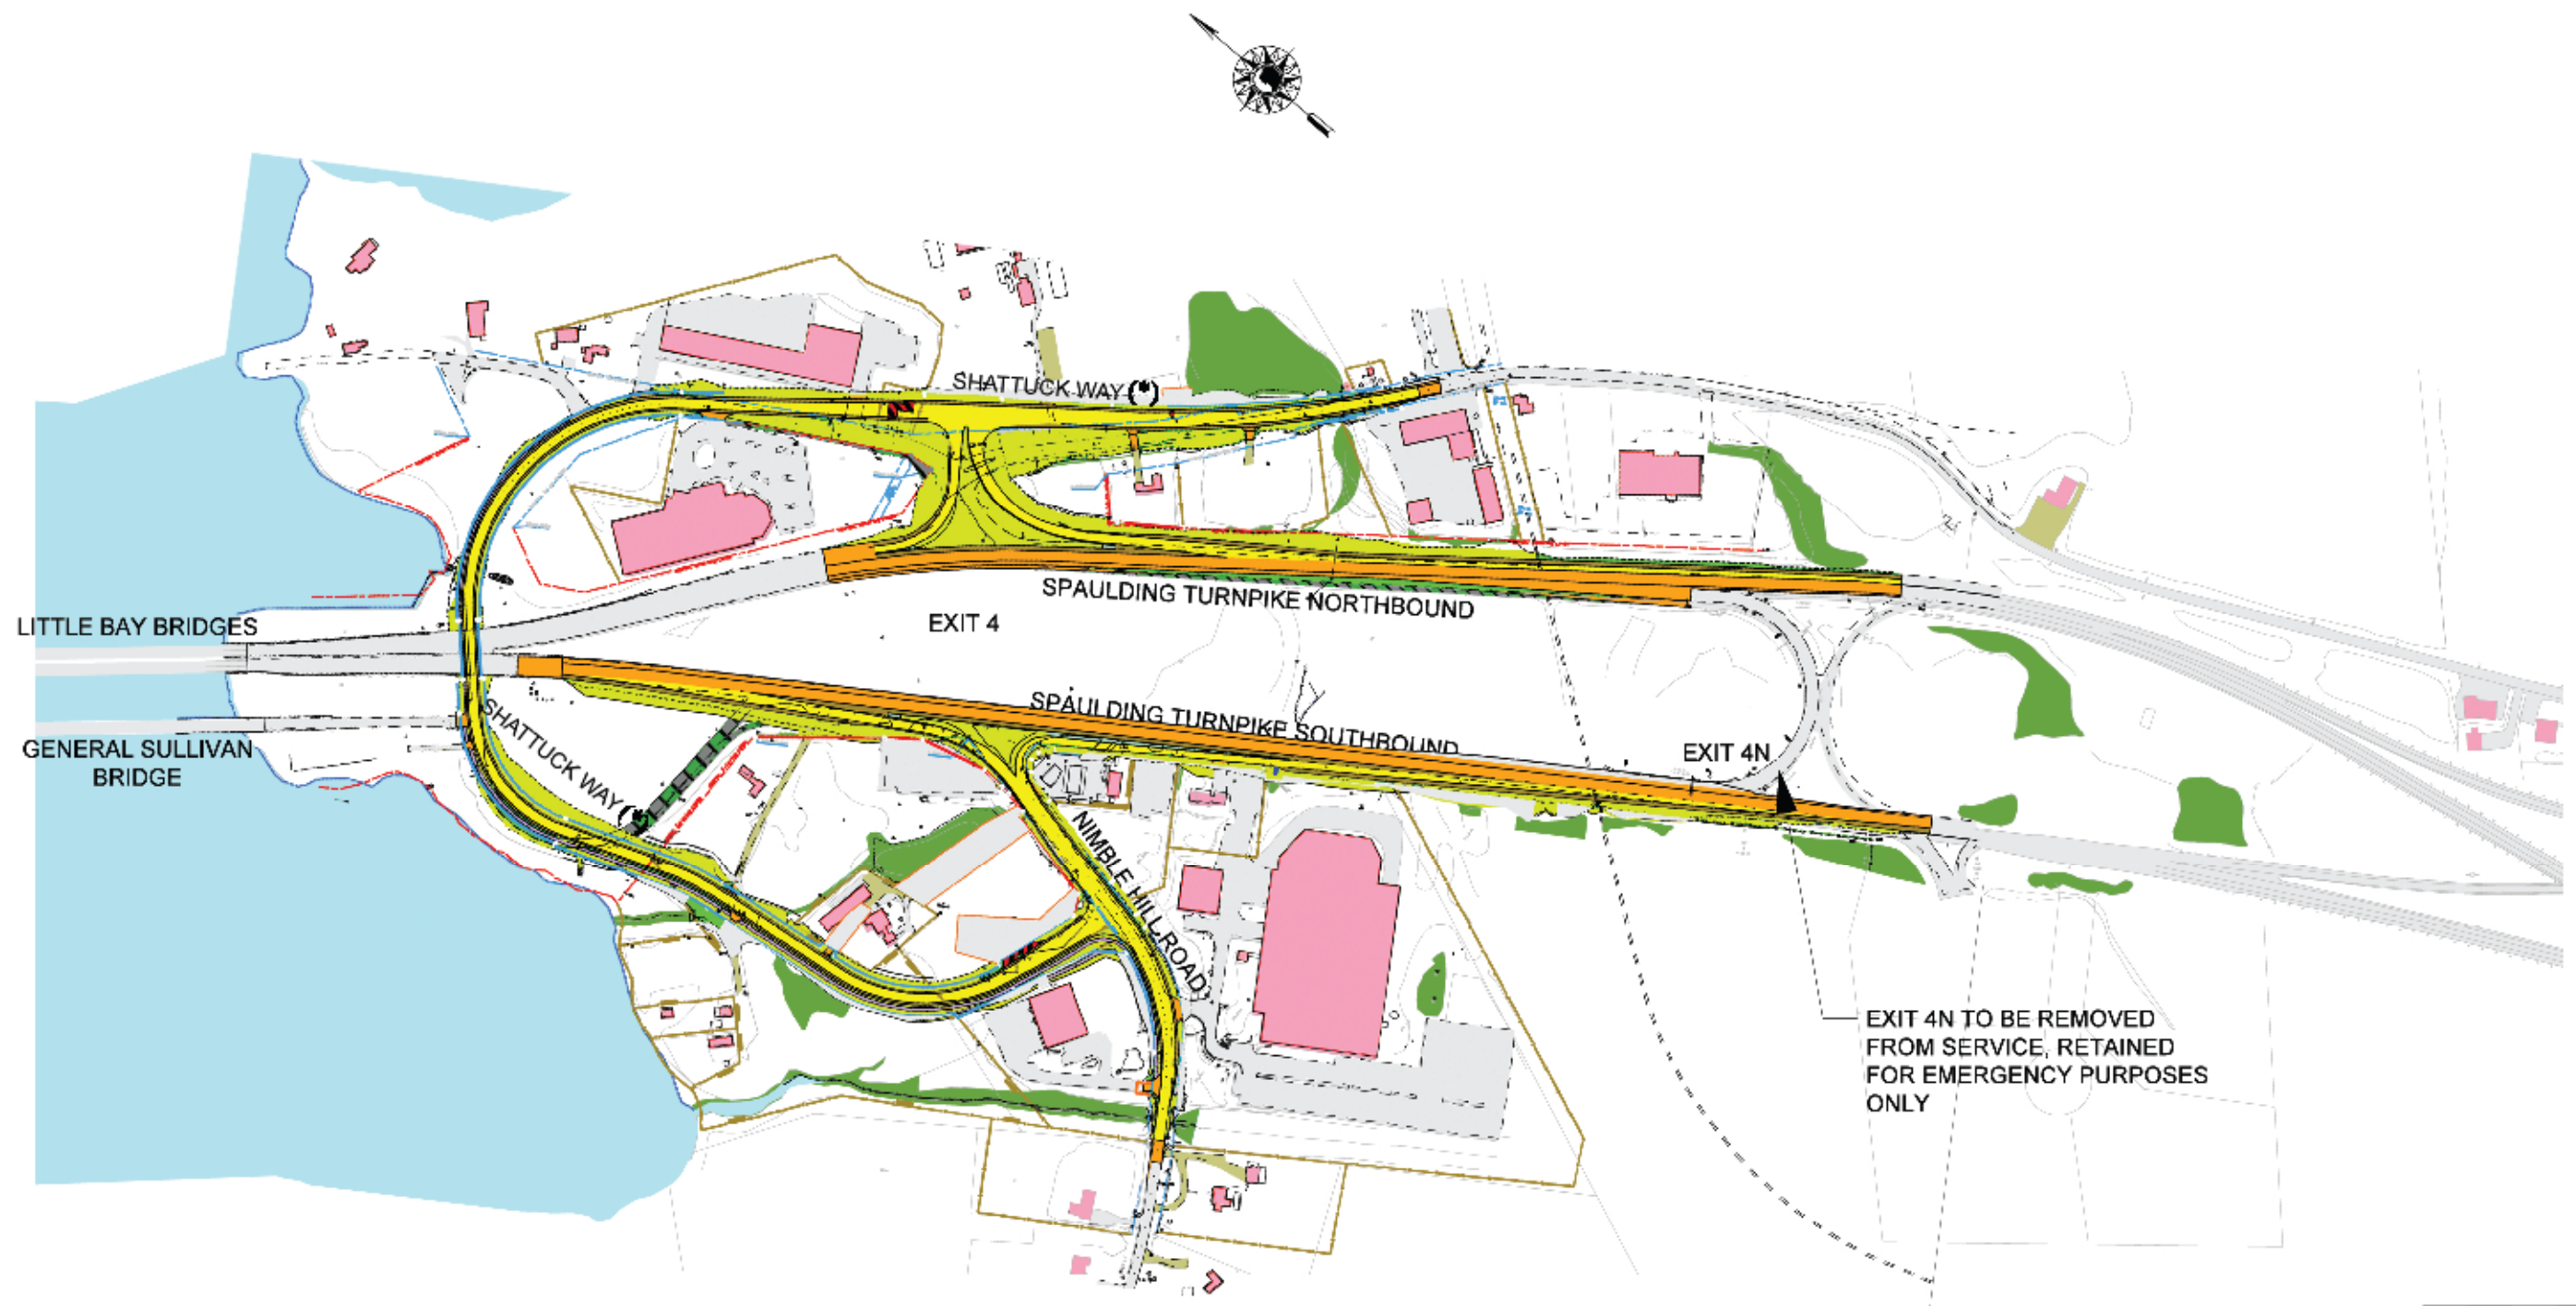 SHATTUCK WAY (*)
SPAULDING TURNPIKE NORTHBOUND
LITTLE BAY BRIDGES
EXIT 4
SPAULDING TURNPIKE SOUTHBOUND
SHATTUCK WAY (*
GENERAL SULLIVAN
BRIDGE
EXIT 4N
NIMBLE HILL ROAD
EXIT 4N TO BE REMOVED
FROM SERVICE, RETAINED
FOR EMERGENCY PURPOSES
ONLY